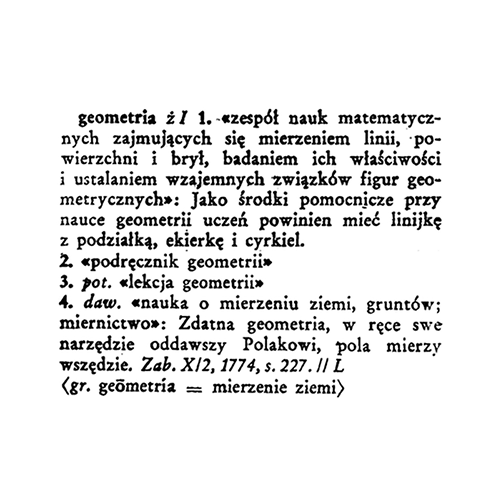 geometria ż I 1. «zespół nauk matematycz-
nych zajmujących się mierzeniem linii, po-
wierzchni i brył, badaniem ich właściwości
i ustalaniem wzajemnych związków figur geo-
metrycznych»: Jako środki pomocnicze przy
nauce geometrii uczeń powinien mieć linijkę
z podziałką, ekierkę i cyrkiel.
2. «podręcznik geometrii»
3. pot. «lekcja geometrii»
4. daw. «nauka o mierzeniu ziemi, gruntów;
miernictwo»: Zdatna geometria, w ręce swe
narzędzie oddawszy Polakowi, pola mierzy
wszędzie. Zab. X/2, 1774, s. 227. // L
⟨gr. geōmetria = mierzenie ziemi⟩